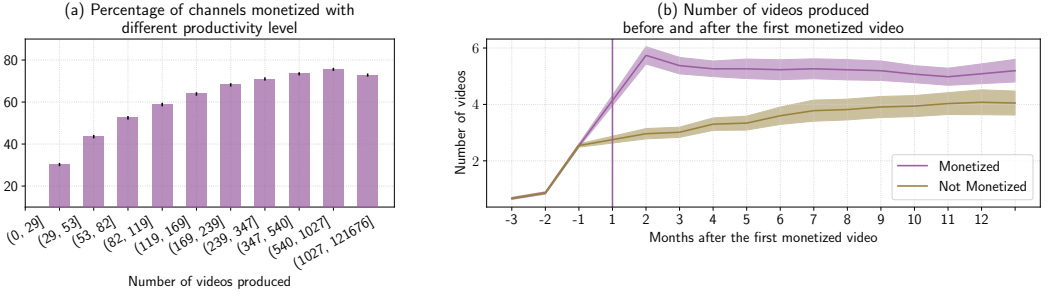 (a) Percentage of channels monetized with
different productivity level
80
60
40
20
(0, 29]
(29, 53]
(53, 82]
(82, 119]
(119, 169]
(169, 239]
(239, 347]
(347, 540]
(540, 1027]
(1027, 121676]
Number of videos produced
(b) Number of videos produced
before and after the first monetized video
Number of videos
6
4
2
Monetized
Not Monetized
-3 -2 -1 1 2 3 4 5 6 7 8 9 10 11 12
Months after the first monetized video